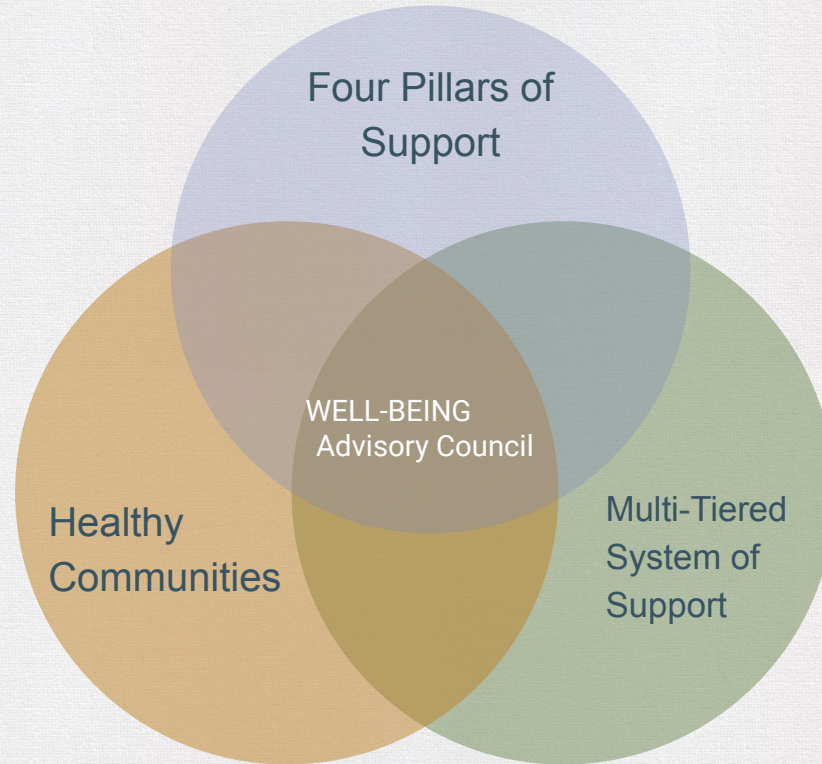 Four Pillars of
Support
WELL-BEING
Advisory Council
Healthy
Communities
Multi-Tiered
System of
Support